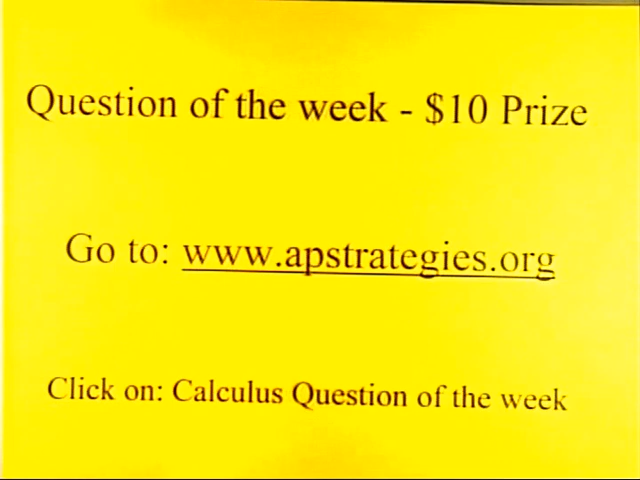 Question of the week - $10 Prize
Go to: www.apstrategies.org
Click on: Calculus Question of the week